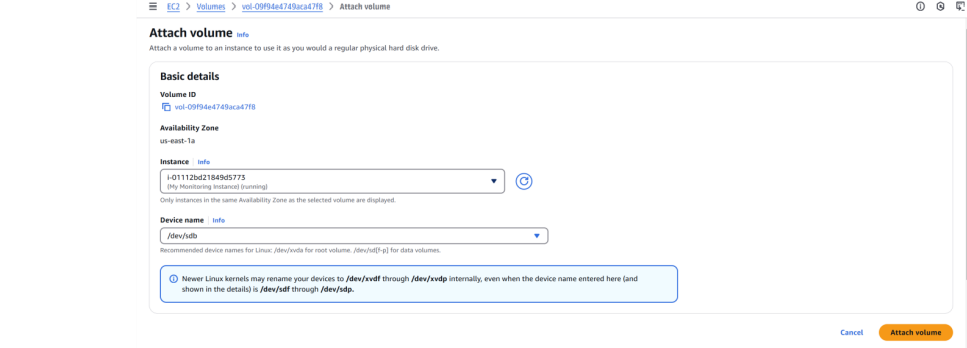 EC2 > Volumes > vol-09f94e4749aca47f8 > Attach volume
Attach volume Info
Attach a volume to an instance to use it as you would a regular physical hard disk drive.
Basic details
Volume ID
vol-09f94e4749aca47f8
Availability Zone
us-east-1a
Instance Info
i-01112bd21849d5773
(My Monitoring Instance) (running)
Only instances in the same Availability Zone as the selected volume are displayed.
Device name Info
/dev/sdb
Recommended device names for Linux: /dev/xvda for root volume. /dev/sd[f-p] for data volumes.
Newer Linux kernels may rename your devices to /dev/xvdf through /dev/xvdp internally, even when the device name entered here (and
shown in the details) is /dev/sdf through /dev/sdp.
Cancel
Attach volume